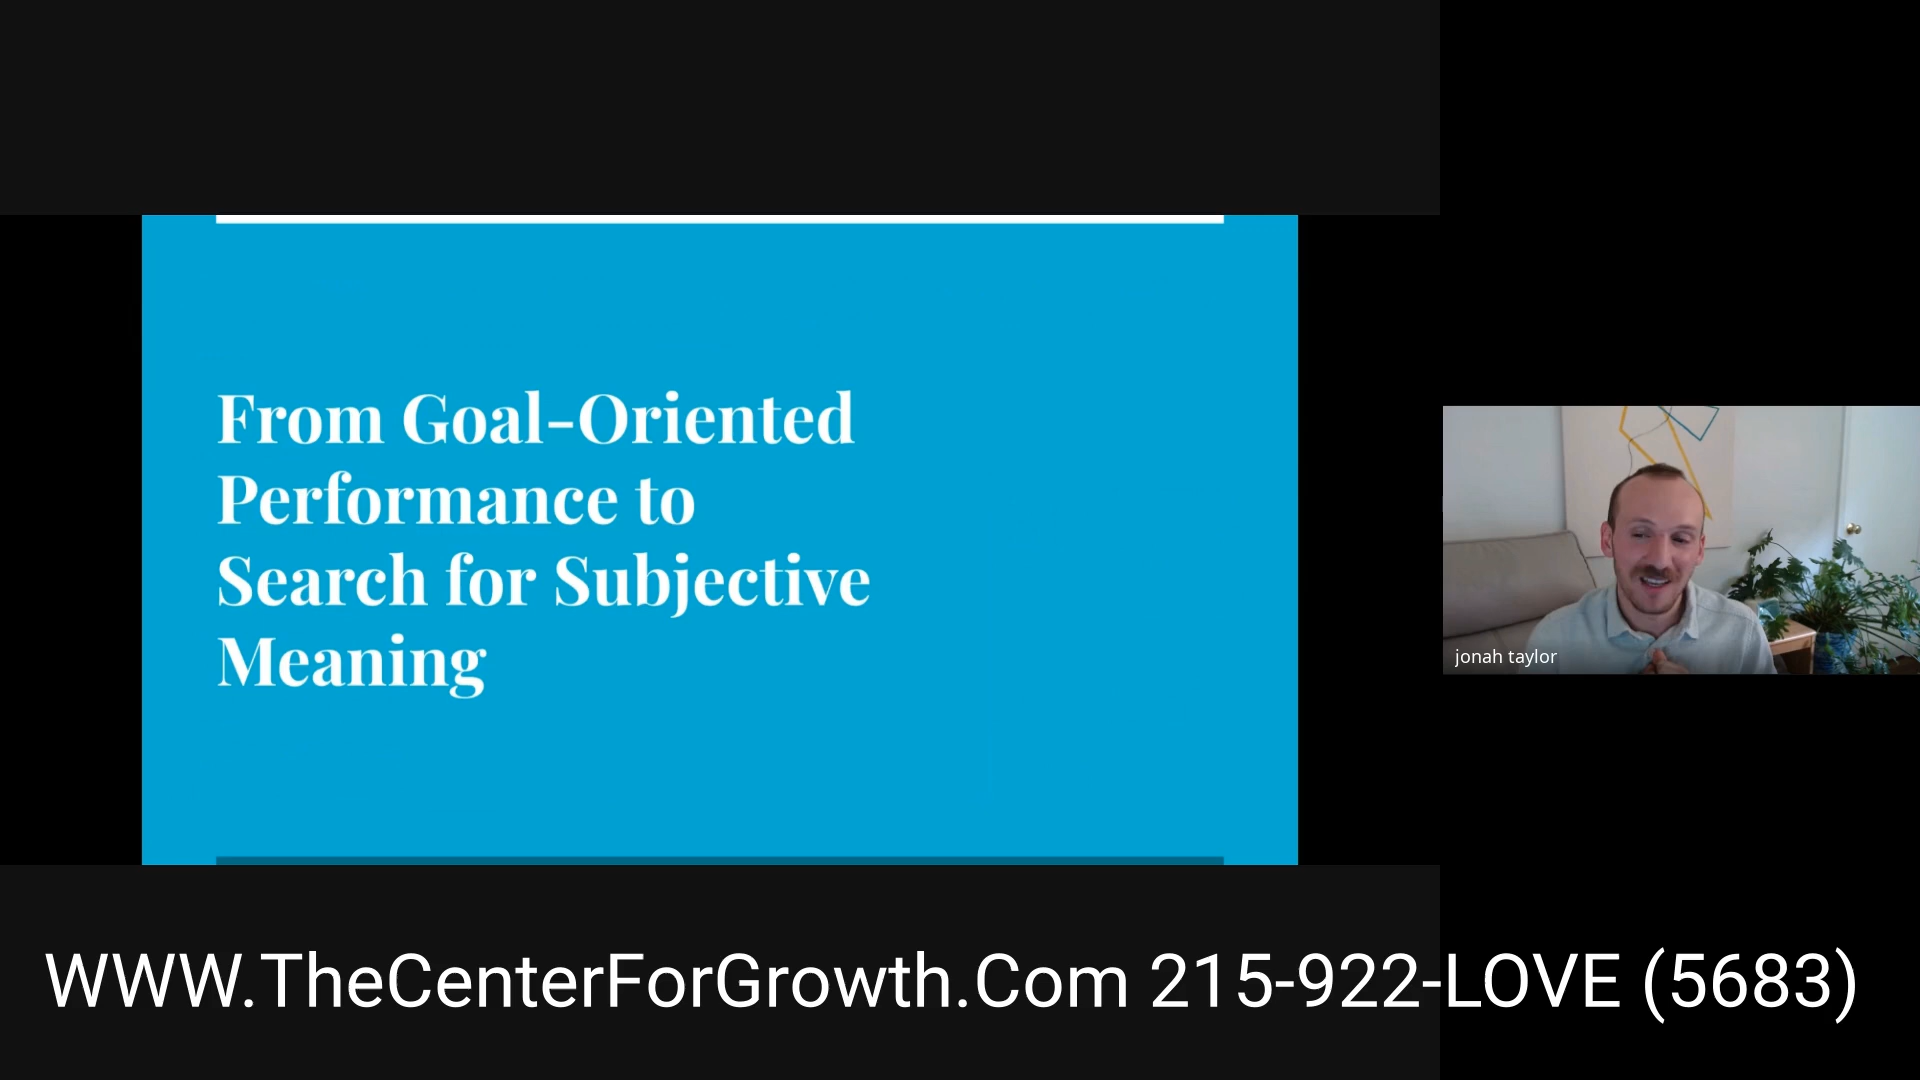 From Goal-Oriented
Performance to
Search for Subjective
Meaning
jonah taylor
WWW.TheCenterForGrowth.Com 215-922-LOVE (5683)